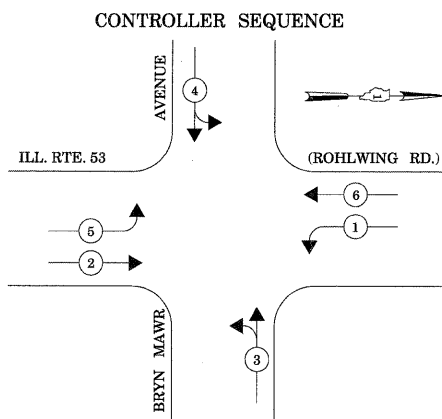 CONTROLLER SEQUENCE
AVENUE
4
ILL. RTE. 53
(ROHLWING RD.)
6
5
1
2
BRYN MAWR
3